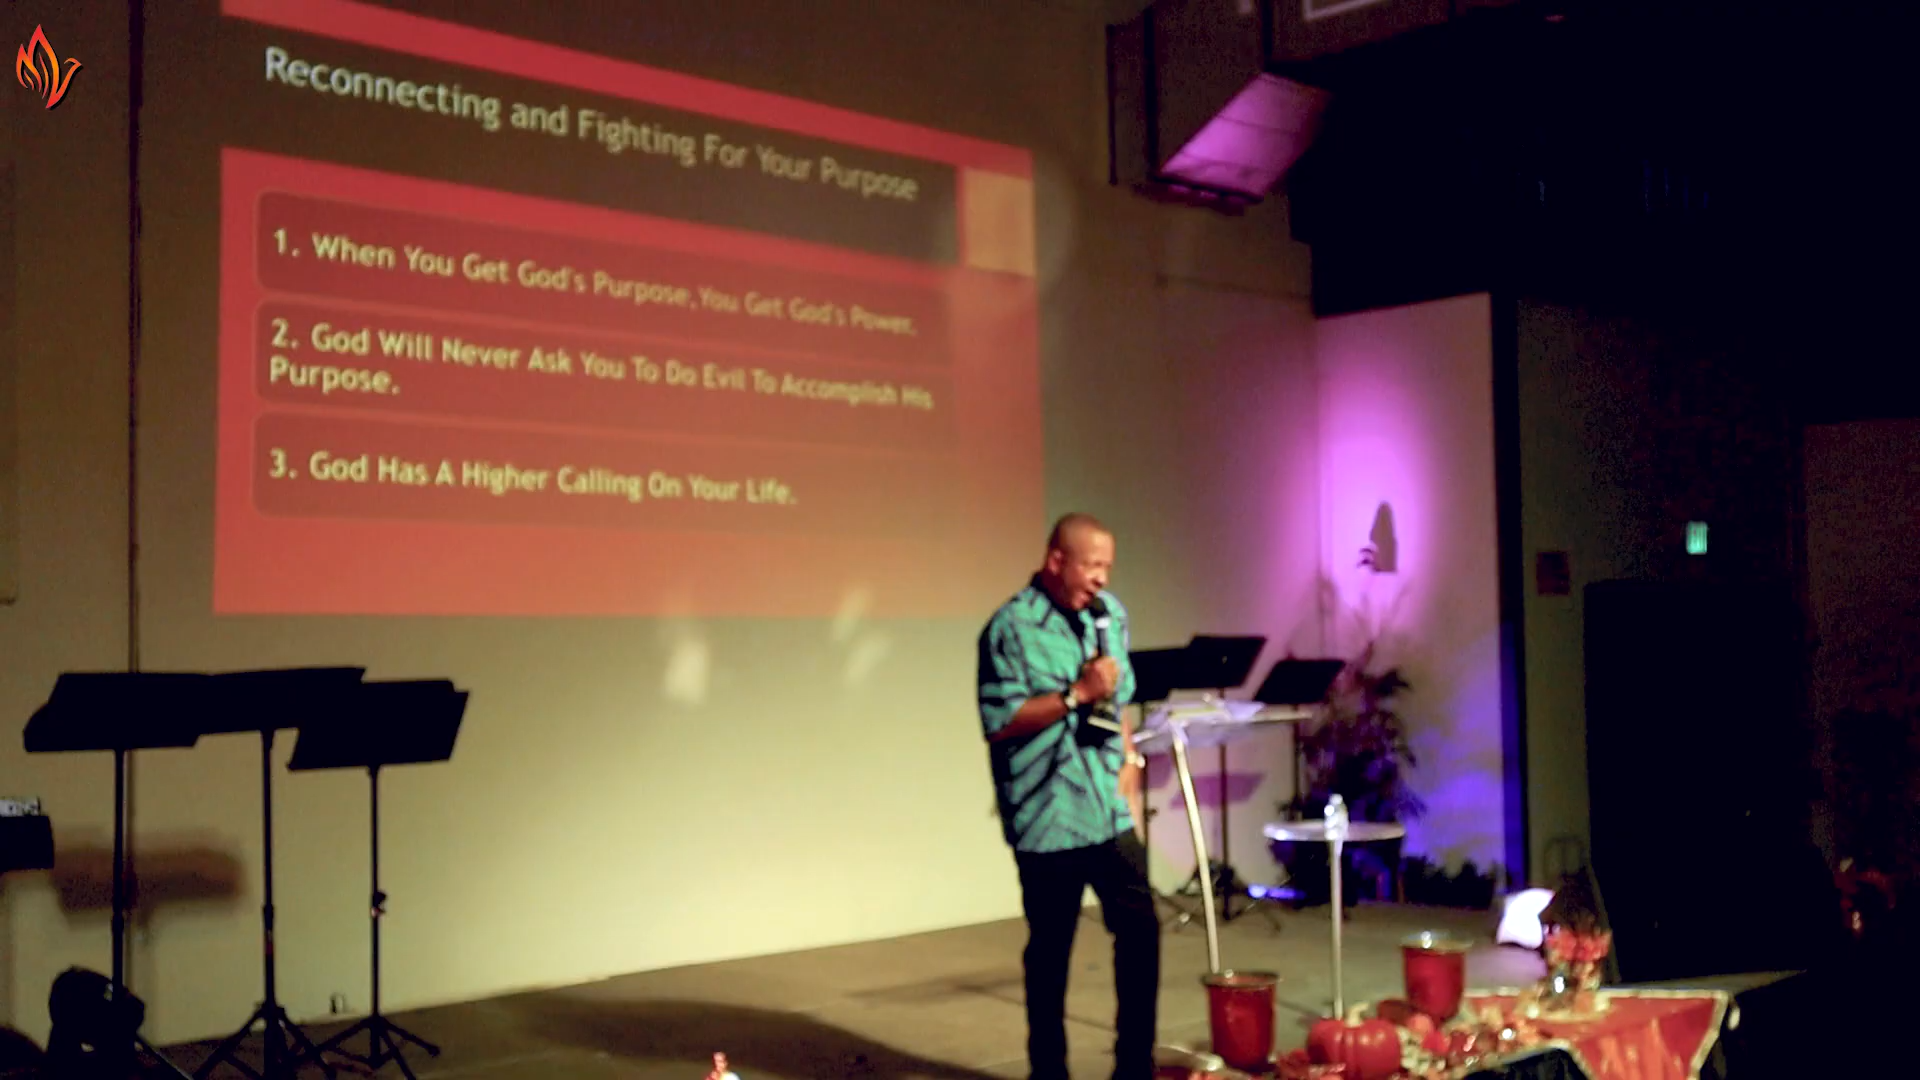 Reconnecting and Fighting For Your Purpose
1. When You Get God's Purpose, You Get God's Power.
2. God Will Never Ask You To Do Evil To Accomplish His
Purpose.
3. God Has A Higher Calling On Your Life.